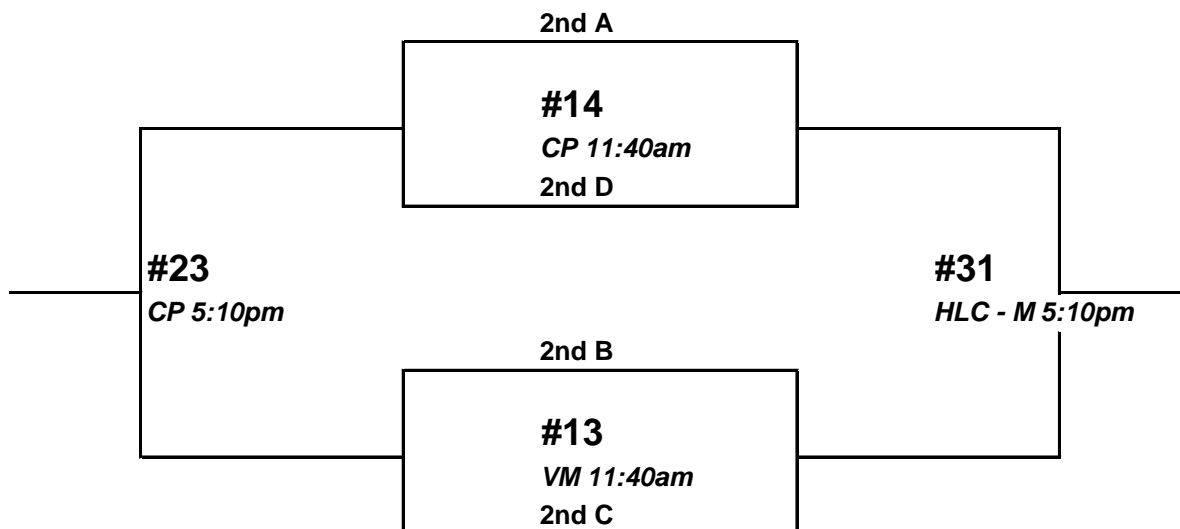 2nd A
#14
CP 11:40am
2nd D
#23
CP 5:10pm
#31
HLC - M 5:10pm
2nd B
#13
VM 11:40am
2nd C